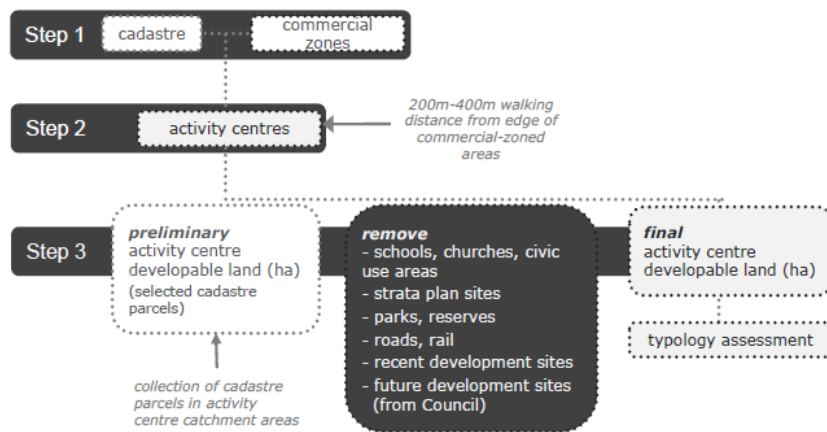 Step 1
cadastre
commercial
zones
Step 2
activity centres
200m-400m walking
distance from edge of
commercial-zoned
areas
Step 3
preliminary
activity centre
developable land (ha)
(selected cadastre
parcels)
remove
- schools, churches, civic
use areas
- strata plan sites
- parks, reserves
- roads, rail
- recent development sites
- future development sites
(from Council)
final
activity centre
developable land (ha)
typology assessment
collection of cadastre
parcels in activity
centre catchment areas